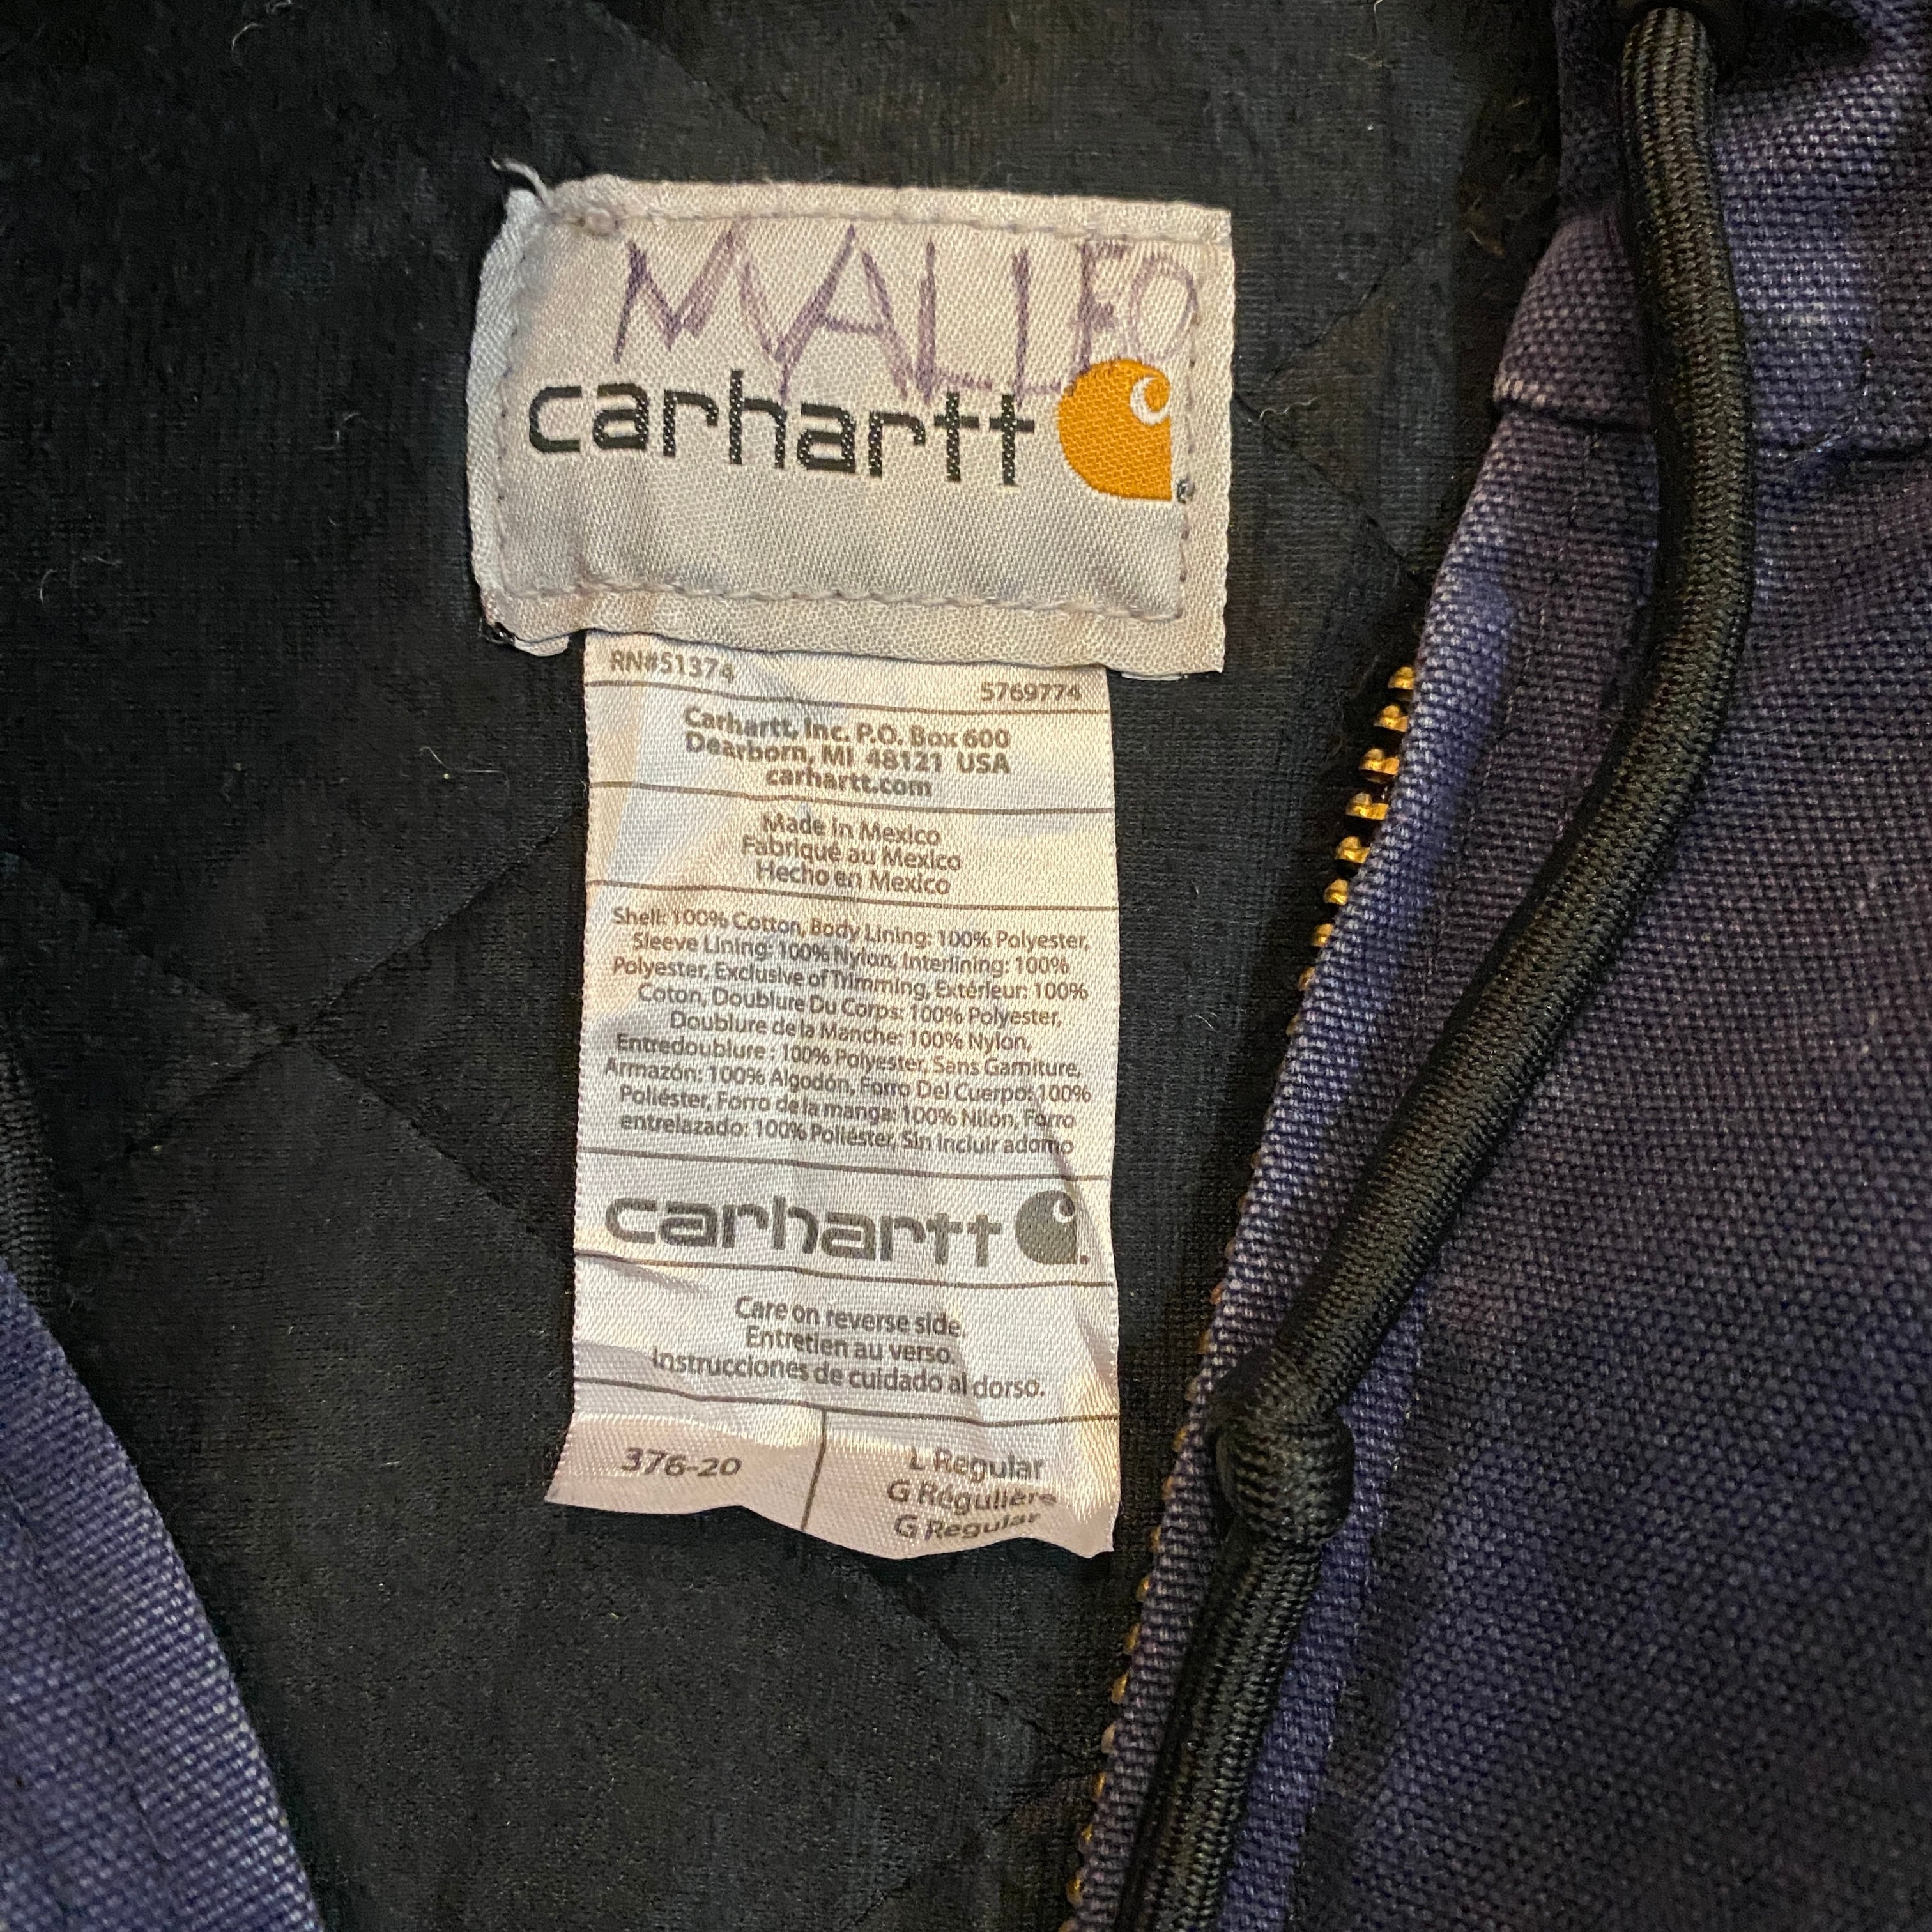 MALLEO
carhartt
RN#51374
5769774
Carhartt, Inc. P.O. Box 600
Dearborn, MI 48121 USA
carhartt.com
Made in Mexico
Fabriqué au Mexico
Hecho en Mexico
Shell: 100% Cotton, Body Lining: 100% Polyester,
Sleeve Lining: 100% Nylon, Interlining: 100%
Polyester, Exclusive of Trimming, Extérieur: 100%
Coton, Doublure Du Corps: 100% Polyester,
Doublure de la Manche: 100% Nylon,
Entredoublure : 100% Polyester, Sans Garniture,
Armazón: 100% Algodón, Forro Del Cuerpo: 100%
Poliéster, Forro de la manga: 100% Nilón, Forro
entrelazado: 100% Poliéster, Sin incluir adorno
carhartt
Care on reverse side.
Entretien au verso.
Instrucciones de cuidado al dorso.
376-20
L Regular
G Régulière
G Regular